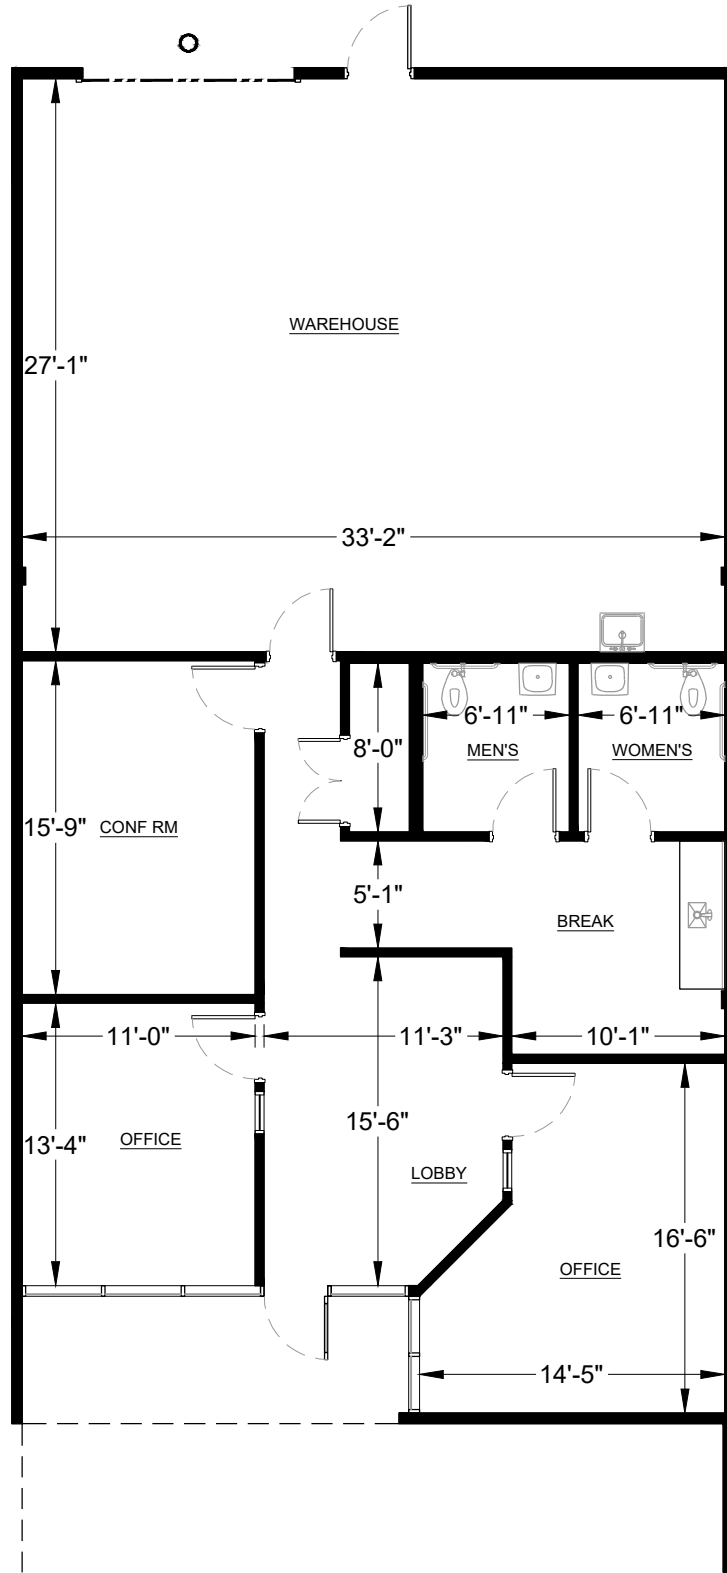 WAREHOUSE
27'-1"
33'-2"
6'-11"
6'-11"
8'-0"
MEN'S
WOMEN'S
15'-9"
CONF RM
5'-1"
BREAK
11'-0"
11'-3"
10'-1"
15'-6"
13'-4"
OFFICE
LOBBY
16'-6"
OFFICE
14'-5"